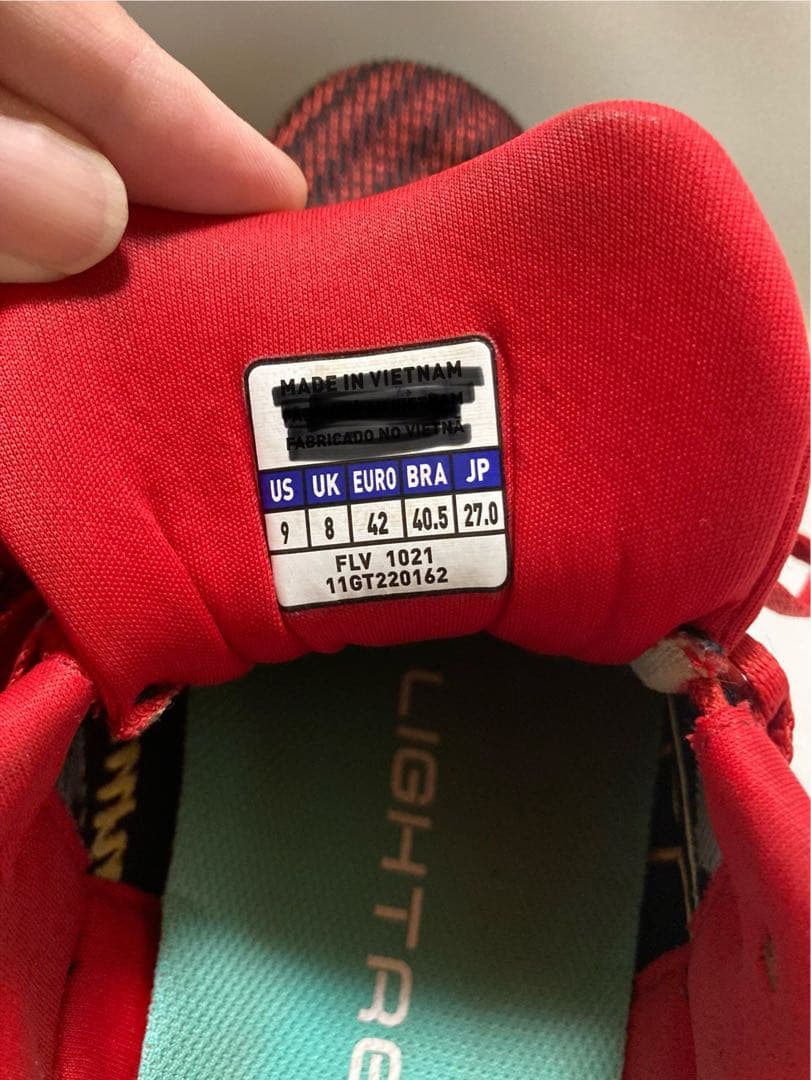 MADE IN VIETNAM
FABRICADO NO VIETNÃ
US UK EURO BRA JP
9 8 42 40.5 27.0
FLV 1021
11GT220162
LIGHTRE